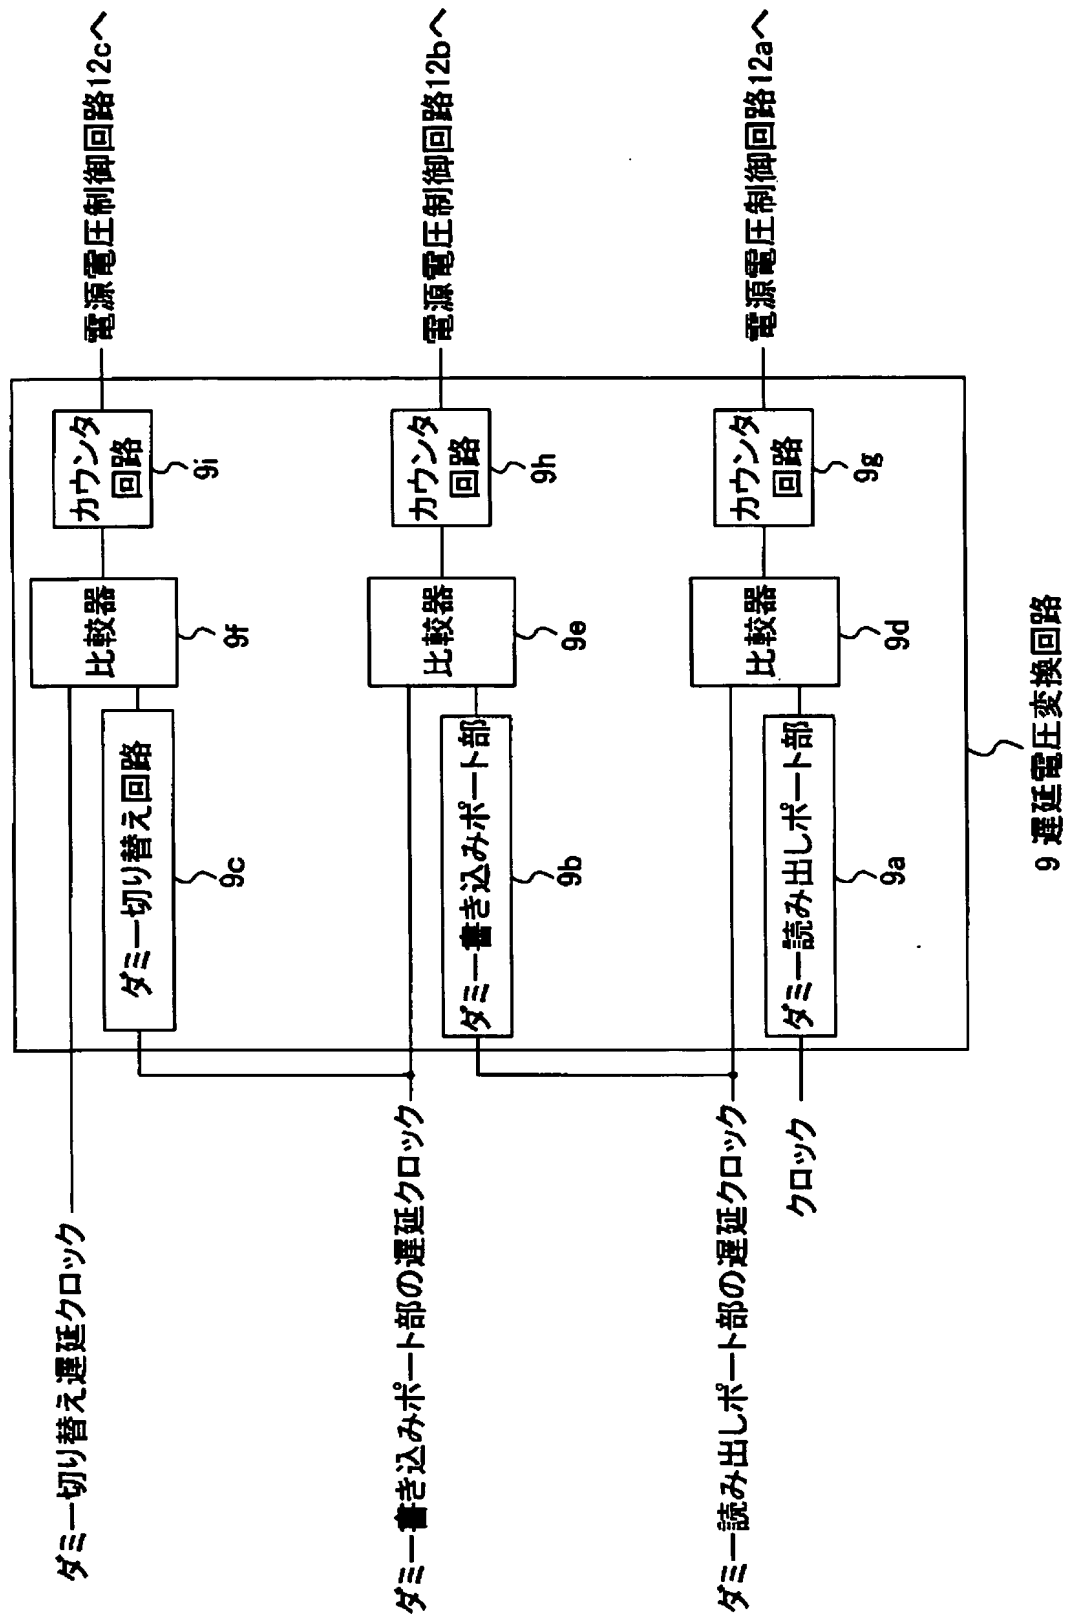 ダミー切り替え遅延クロック
ダミー切り替え回路
9c
比較器
9f
カウンタ
回路
9i
電源電圧制御回路12cへ
ダミー書き込みポート部の遅延クロック
ダミー書き込みポート部
9b
比較器
9e
カウンタ
回路
9h
電源電圧制御回路12bへ
ダミー読み出しポート部の遅延クロック
クロック
ダミー読み出しポート部
9a
比較器
9d
カウンタ
回路
9g
電源電圧制御回路12aへ
9 遅延電圧変換回路